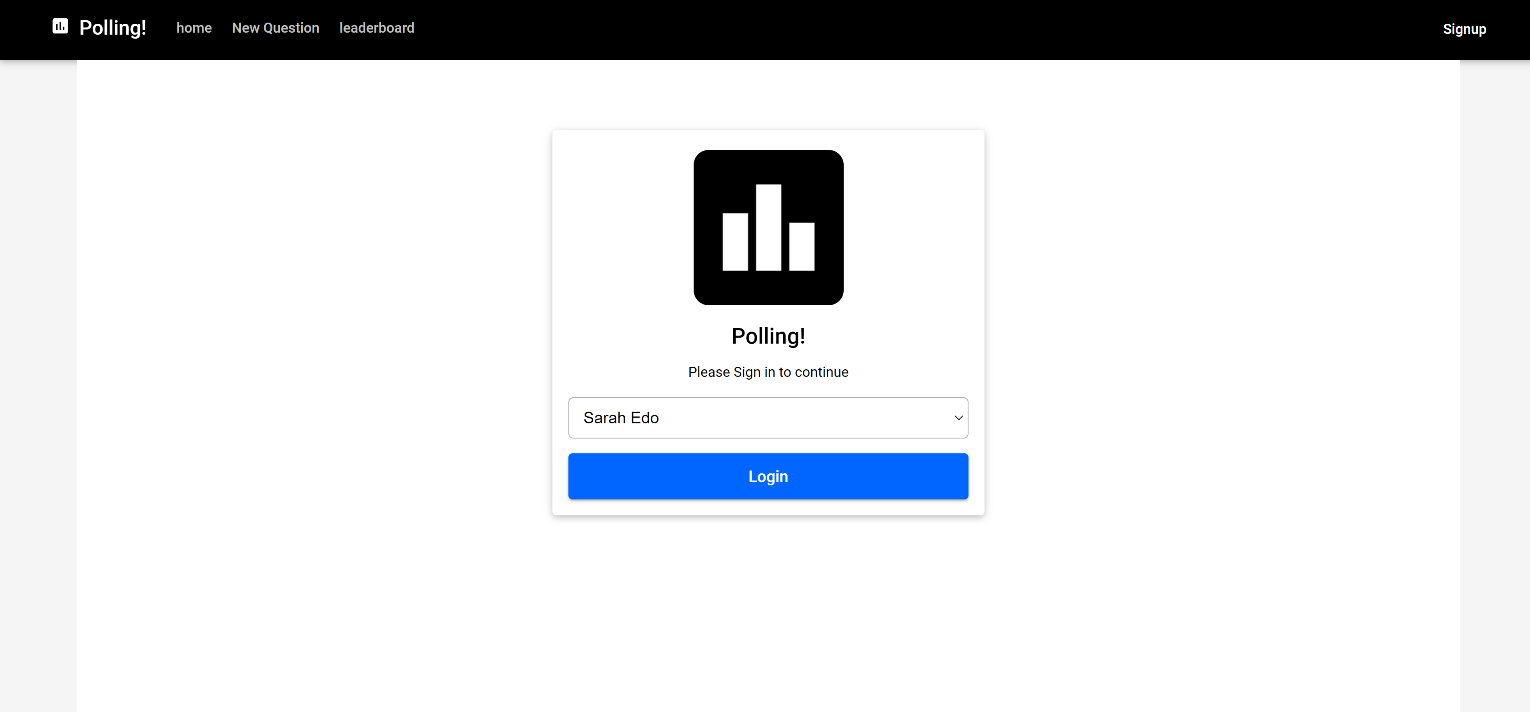 Polling! home New Question leaderboard Signup
Polling!
Please Sign in to continue
Sarah Edo
Login